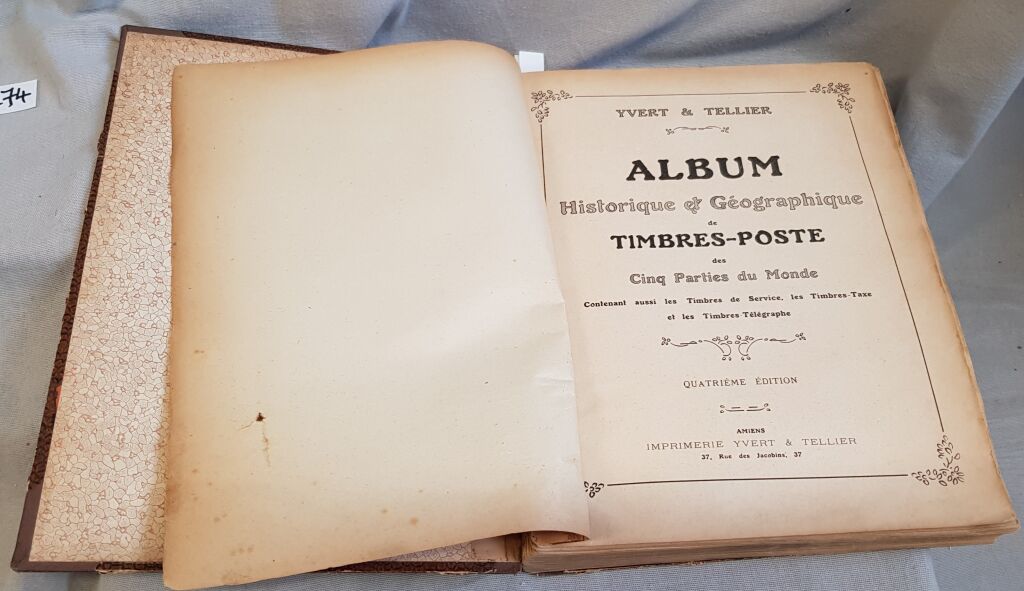 274
YVERT & TELLIER
ALBUM
Historique & Géographique
de
TIMBRES-POSTE
des
Cinq Parties du Monde
Contenant aussi les Timbres de Service, les Timbres-Taxe
et les Timbres-Télégraphe
QUATRIÈME ÉDITION
AMIENS
IMPRIMERIE YVERT & TELLIER
37, Rue des Jacobins, 37